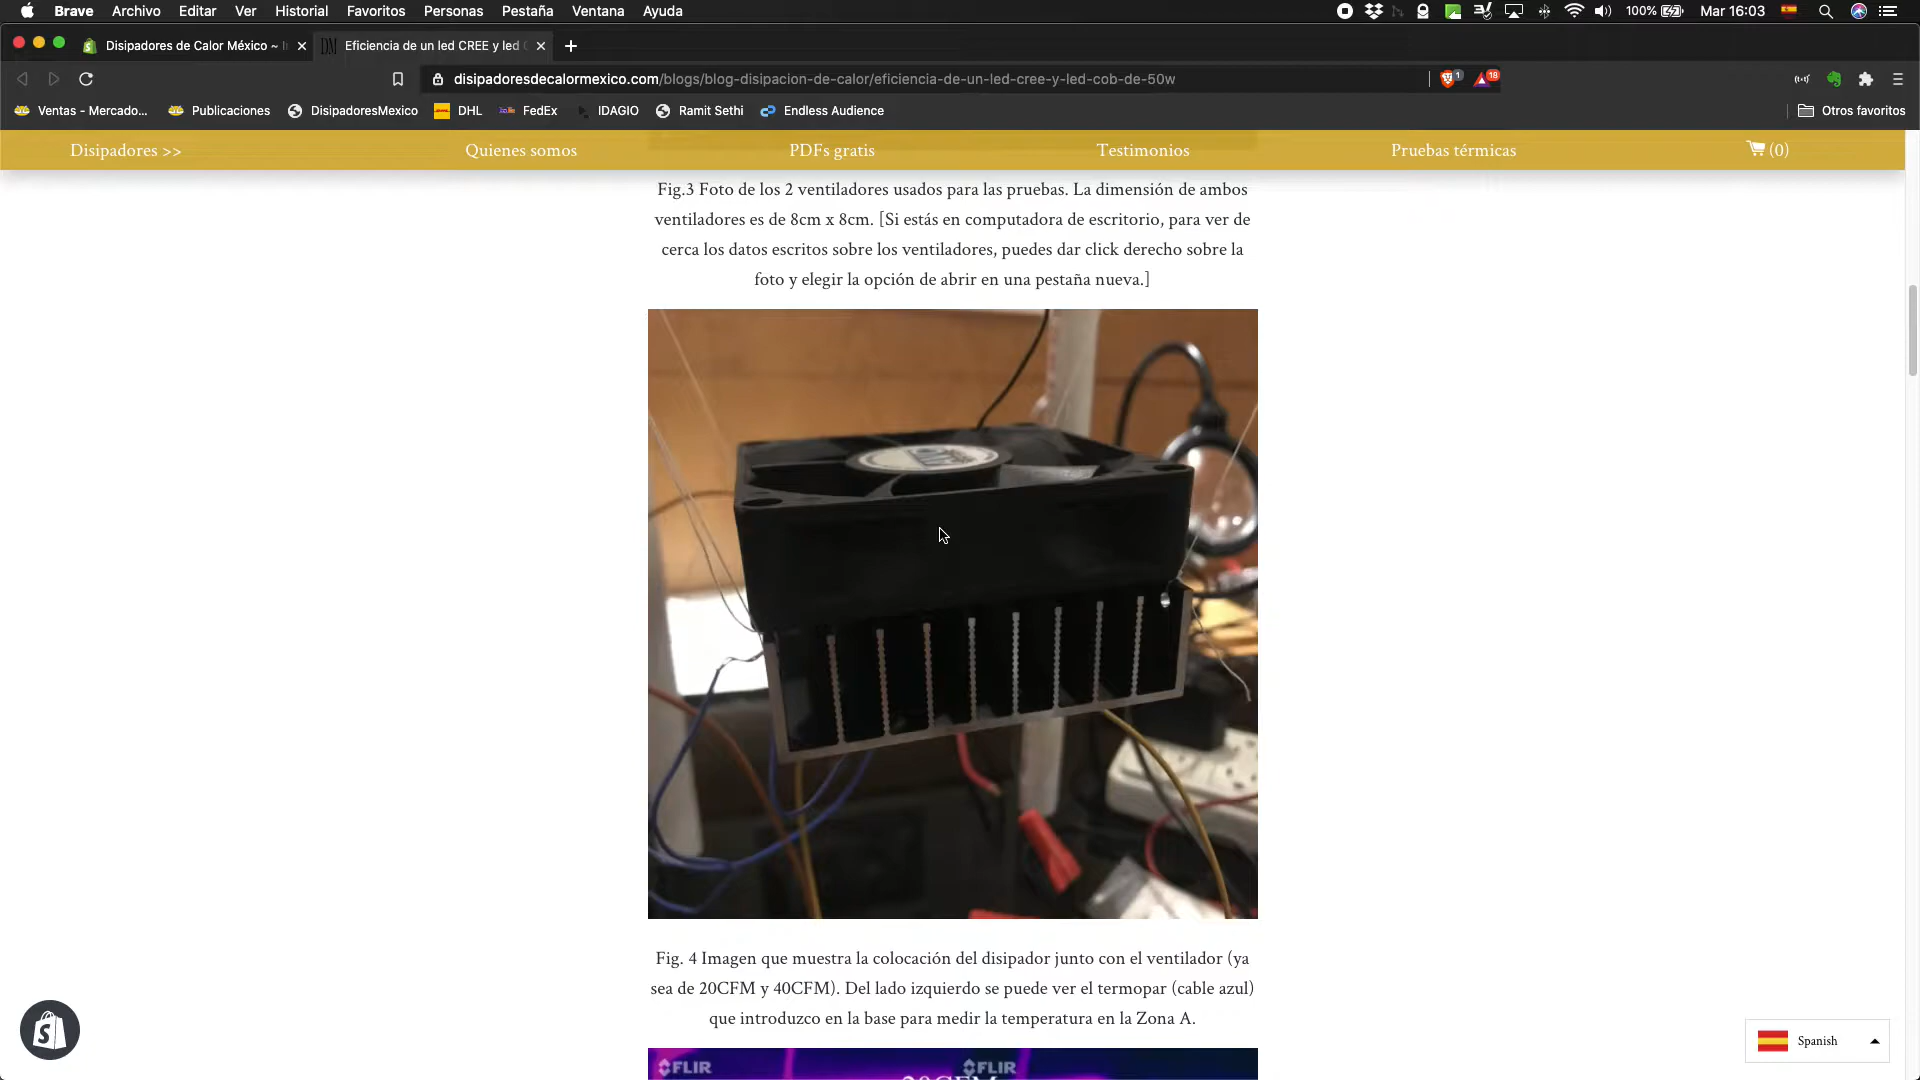 Brave Archivo Editar Ver Historial Favoritos Personas Pestaña Ventana Ayuda 100% Mar 16:03
Disipadores de Calor México ~ I Eficiencia de un led CREE y led
disipadoresdecalormexico.com/blogs/blog-disipacion-de-calor/eficiencia-de-un-led-cree-y-led-cob-de-50w 1 18
Ventas - Mercado... Publicaciones DisipadoresMexico DHL FedEx IDAGIO Ramit Sethi Endless Audience Otros favoritos
Disipadores >> Quienes somos PDFs gratis Testimonios Pruebas térmicas (0)
Fig.3 Foto de los 2 ventiladores usados para las pruebas. La dimensión de ambos
ventiladores es de 8cm x 8cm. [Si estás en computadora de escritorio, para ver de
cerca los datos escritos sobre los ventiladores, puedes dar click derecho sobre la
foto y elegir la opción de abrir en una pestaña nueva.]
Fig. 4 Imagen que muestra la colocación del disipador junto con el ventilador (ya
sea de 20CFM y 40CFM). Del lado izquierdo se puede ver el termopar (cable azul)
que introduzco en la base para medir la temperatura en la Zona A.
FLIR FLIR
20CFM
Spanish